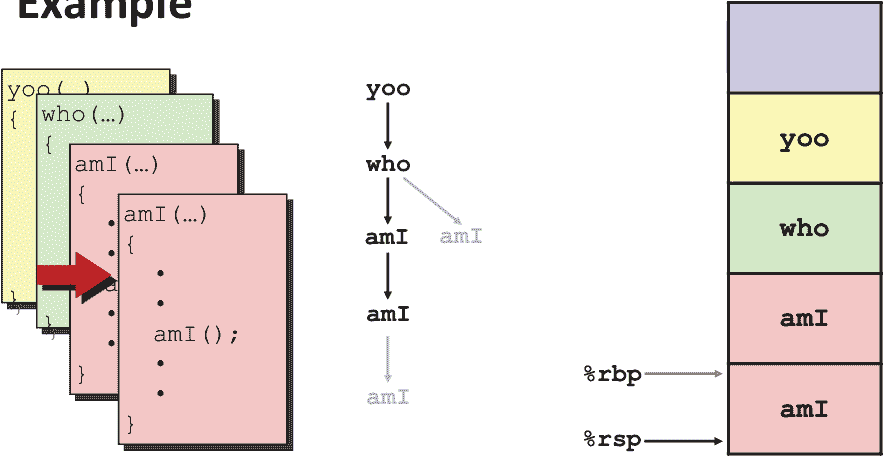 Example
yoo(…)
{
}
who(…)
{
}
amI(…)
{
•
•
a
•
•
}
amI(…)
{
•
•
amI();
•
•
}
yoo
who
amI amI
amI
amI
yoo
who
amI
%rbp
amI
%rsp